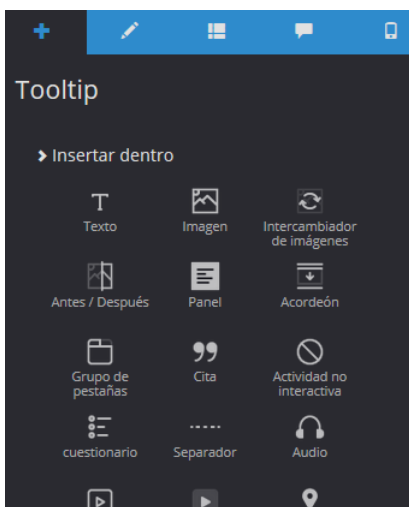 Tooltip
Insertar dentro
Texto
Imagen
Intercambiador
de imágenes
Antes / Después
Panel
Acordeón
Grupo de
pestañas
Cita
Actividad no
interactiva
cuestionario
Separador
Audio